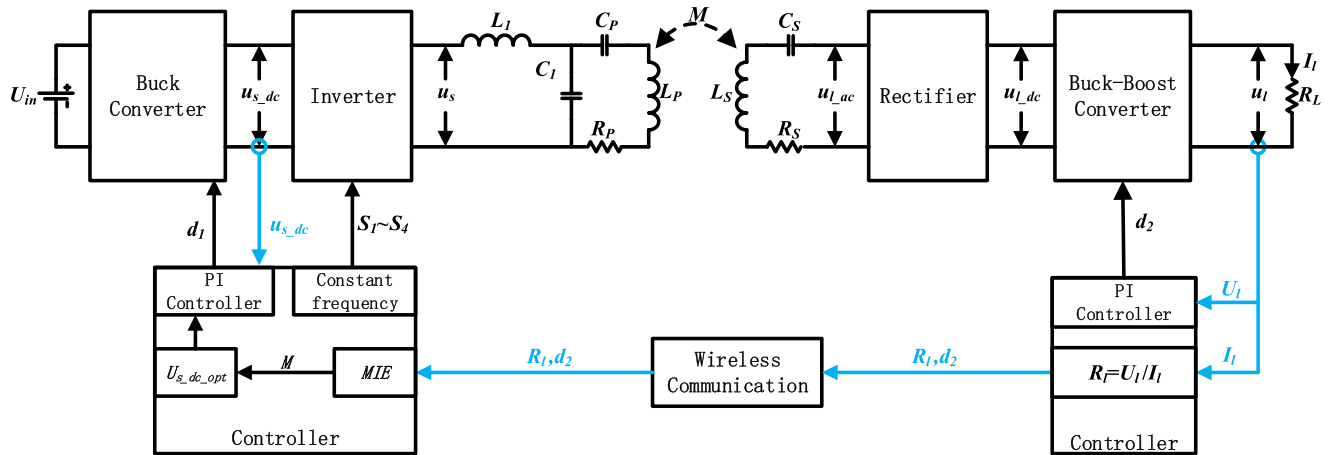 L1
CP
M
CS
Uin
Buck
Converter
us_dc
Inverter
us
C1
LP
RP
LS
RS
ul_ac
Rectifier
ul_dc
Buck-Boost
Converter
ul
Il
RL
d1
us_dc
S1~S4
d2
PI
Controller
Constant
frequency
PI
Controller
Ul
Us_dc_opt
M
MIE
Rl,d2
Wireless
Communication
Rl,d2
Rl=Ul/Il
Il
Controller
Controller